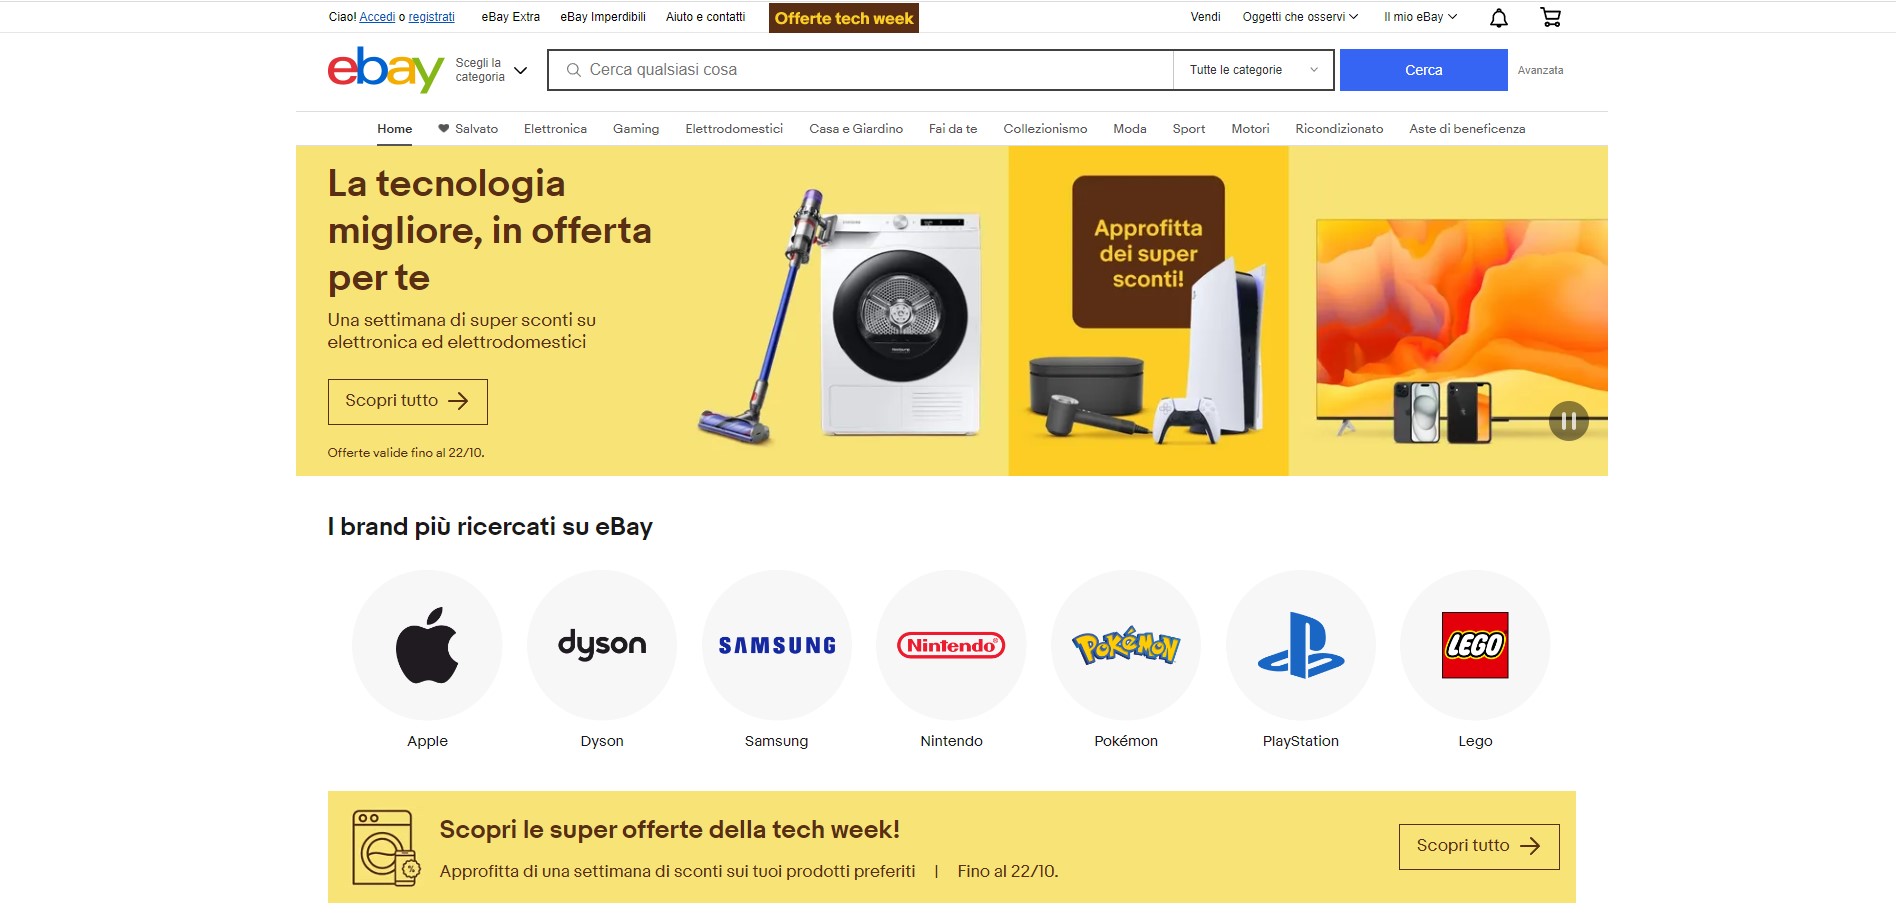 Ciao! Accedi o registrati eBay Extra eBay Imperdibili Aiuto e contatti Offerte tech week Vendi Oggetti che osservi Il mio eBay
ebay Scegli la categoria Cerca qualsiasi cosa Tutte le categorie Cerca Avanzata
Home Salvato Elettronica Gaming Elettrodomestici Casa e Giardino Fai da te Collezionismo Moda Sport Motori Ricondizionato Aste di beneficenza
La tecnologia
migliore, in offerta
per te
Una settimana di super sconti su
elettronica ed elettrodomestici
Scopri tutto
Offerte valide fino al 22/10.
Approfitta
dei super
sconti!
I brand più ricercati su eBay
dyson SAMSUNG Nintendo® POKéMON LEGO
Apple Dyson Samsung Nintendo Pokémon PlayStation Lego
Scopri le super offerte della tech week!
Approfitta di una settimana di sconti sui tuoi prodotti preferiti | Fino al 22/10.
Scopri tutto